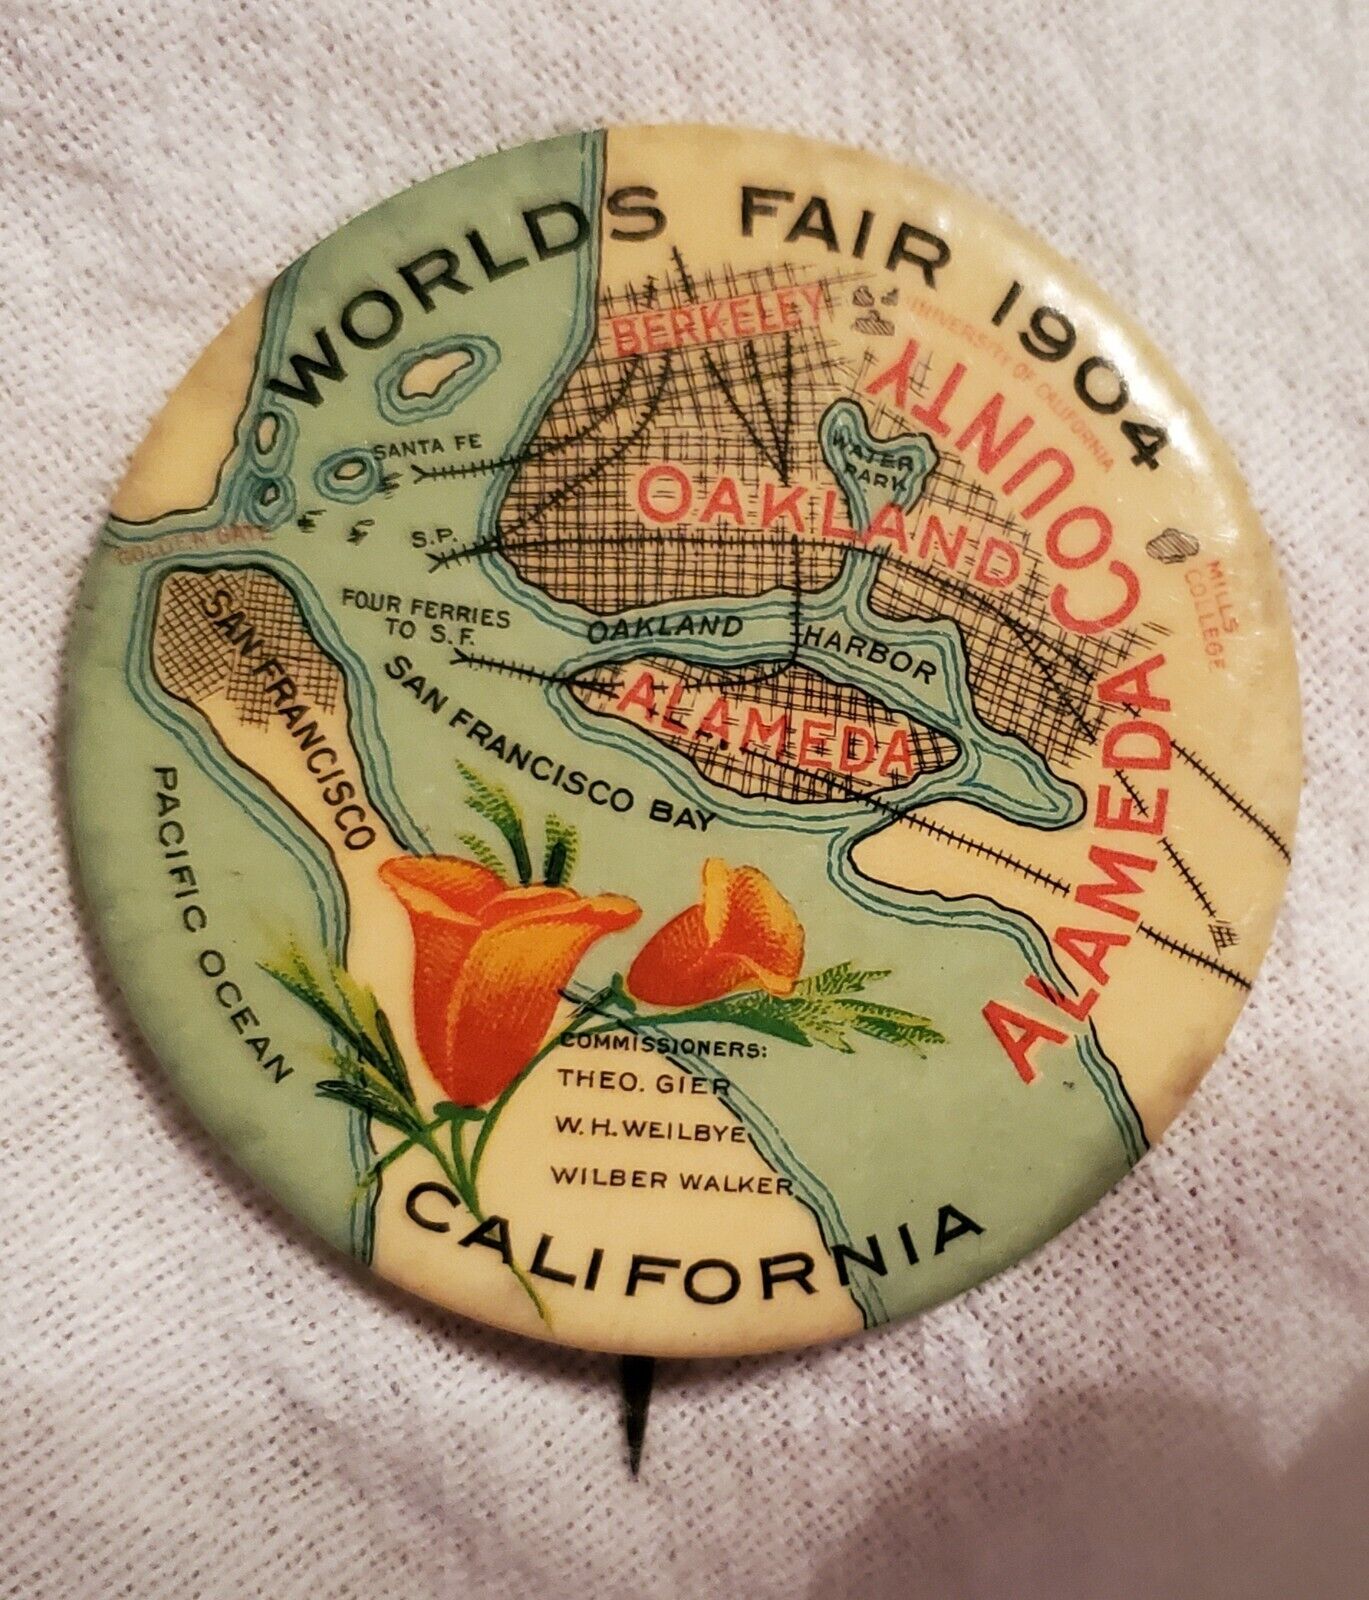 WORLDS FAIR 1904
BERKELEY
UNIVERSITY OF CALIFORNIA
SANTA FE
WATER
PARK
OAKLAND
S.P.
GOLDEN GATE
MILLS
COLLEGE
ALAMEDA COUNTY
FOUR FERRIES
TO S.F.
OAKLAND HARBOR
SAN FRANCISCO
ALAMEDA
SAN FRANCISCO BAY
PACIFIC OCEAN
COMMISSIONERS:
THEO. GIER
W.H. WEILBYE
WILBER WALKER
CALIFORNIA